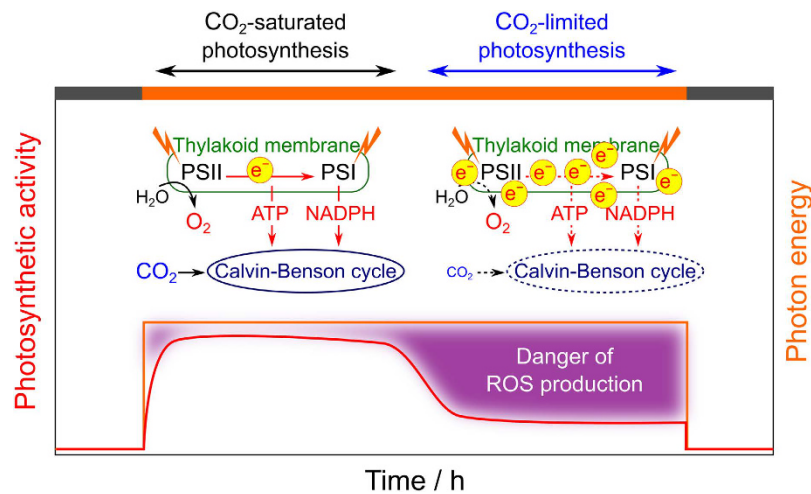 CO₂-saturated
photosynthesis
CO₂-limited
photosynthesis
Photosynthetic activity
Photon energy
Thylakoid membrane
PSII
e⁻
PSI
H₂O
O₂
ATP
NADPH
CO₂
Calvin-Benson cycle
Thylakoid membrane
e⁻
PSII
e⁻
e⁻
e⁻
e⁻
PSI
e⁻
e⁻
H₂O
O₂
ATP
NADPH
CO₂
Calvin-Benson cycle
Danger of
ROS production
Time / h